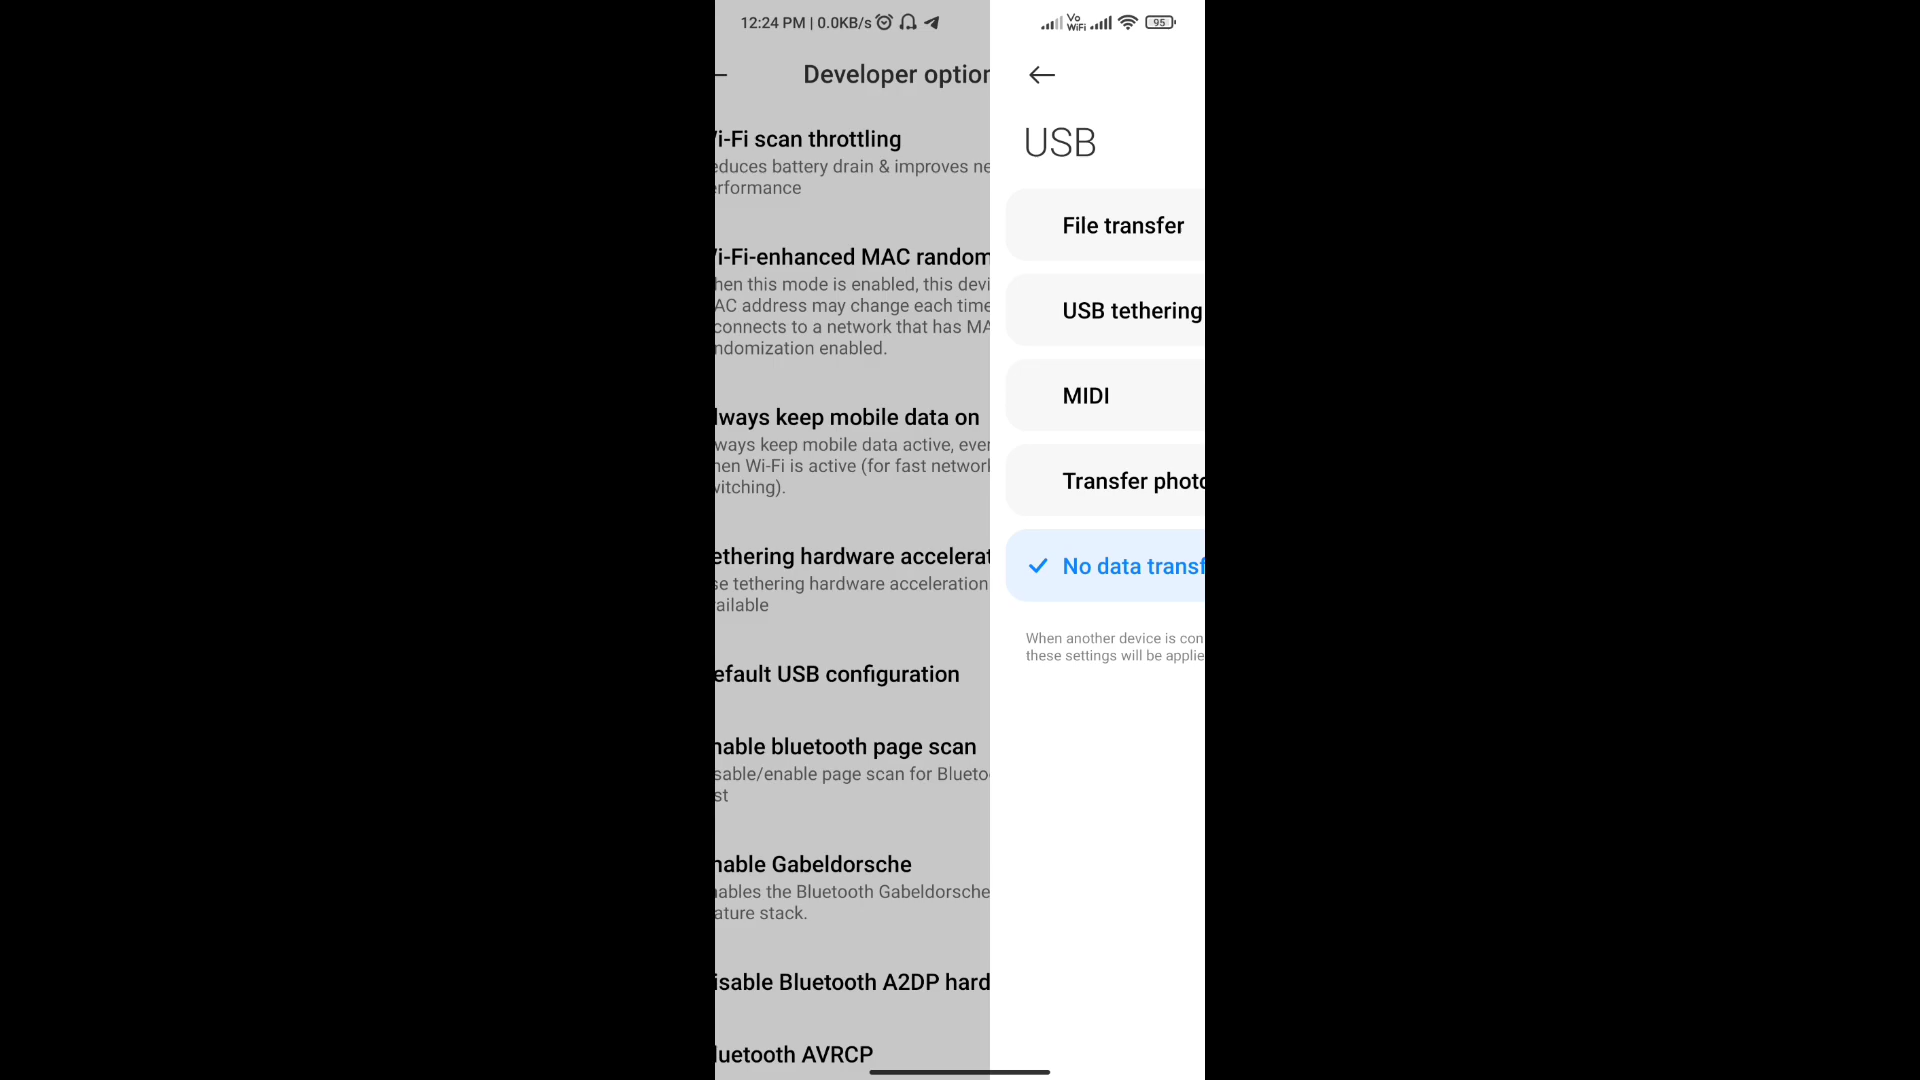 12:24 PM | 0.0KB/s
Vo
WiFi
95
Developer option
i-Fi scan throttling
educes battery drain & improves ne
erformance
i-Fi-enhanced MAC random
hen this mode is enabled, this devi
AC address may change each time
connects to a network that has MA
ndomization enabled.
lways keep mobile data on
ways keep mobile data active, ever
hen Wi-Fi is active (for fast network
vitching).
ethering hardware accelerat
se tethering hardware acceleration
ailable
efault USB configuration
nable bluetooth page scan
sable/enable page scan for Blueto
st
nable Gabeldorsche
ables the Bluetooth Gabeldorsche
ature stack.
isable Bluetooth A2DP hard
luetooth AVRCP
USB
File transfer
USB tethering
MIDI
Transfer photo
No data transf
When another device is con
these settings will be applie